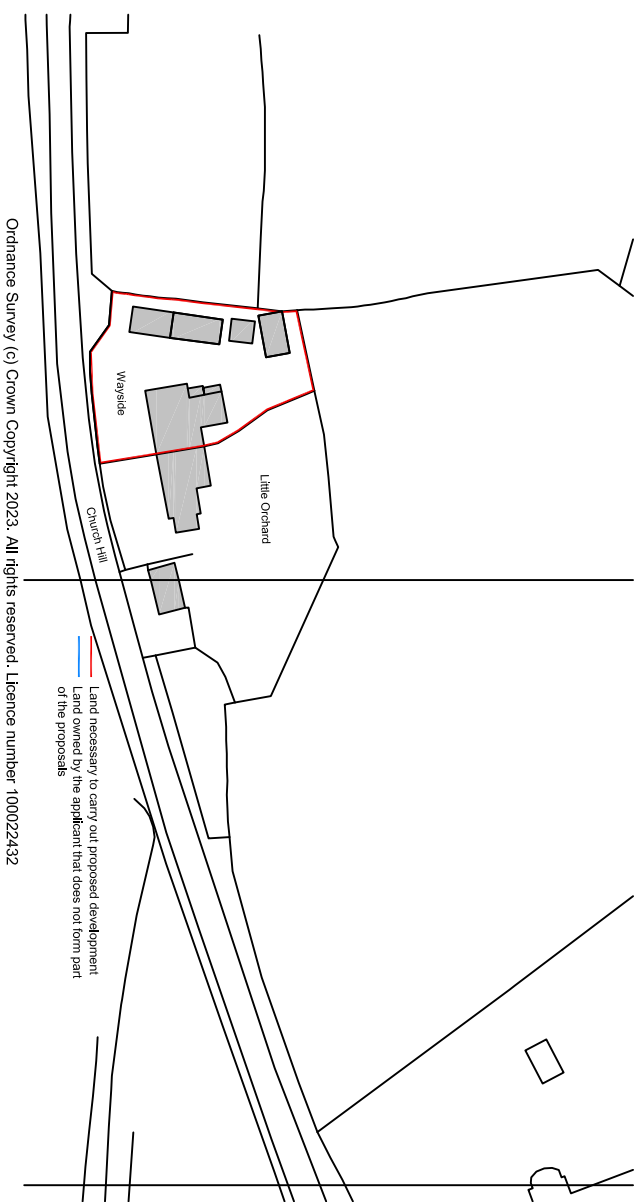 Little Orchard
Wayside
Church Hill
Land necessary to carry out proposed development
Land owned by the applicant that does not form part
of the proposals
Ordnance Survey (c) Crown Copyright 2023. All rights reserved. Licence number 100022432